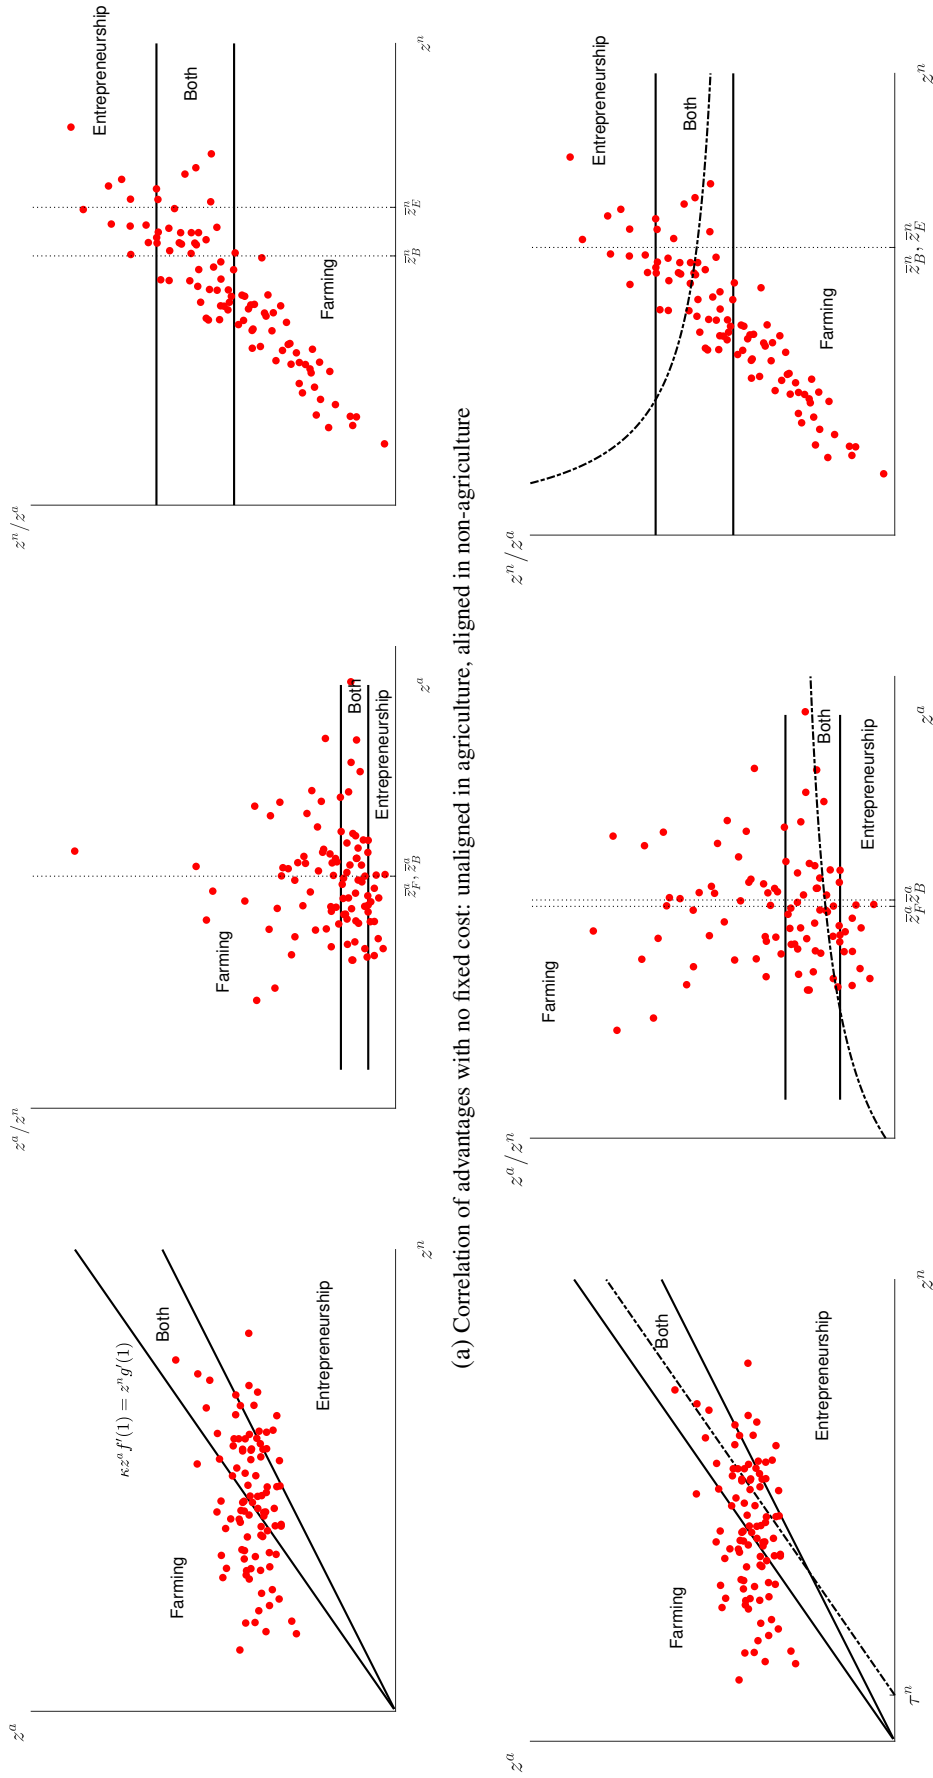 z^a
κz^a f′(1) = z^n g′(1)
Both
Farming
Entrepreneurship
z^n
z^a/z^n
Farming
Both
Entrepreneurship
z̄^a_F, z̄^a_B
z^a
z^n/z^a
Entrepreneurship
Both
Farming
z̄^n_B
z̄^n_E
z^n
(a) Correlation of advantages with no fixed cost: unaligned in agriculture, aligned in non-agriculture
z^a
Both
Farming
Entrepreneurship
τ^n
z^n
z^a/z^n
Farming
Both
Entrepreneurship
z̄^a_F z̄^a_B
z^a
z^n/z^a
Entrepreneurship
Both
Farming
z̄^n_B, z̄^n_E
z^n